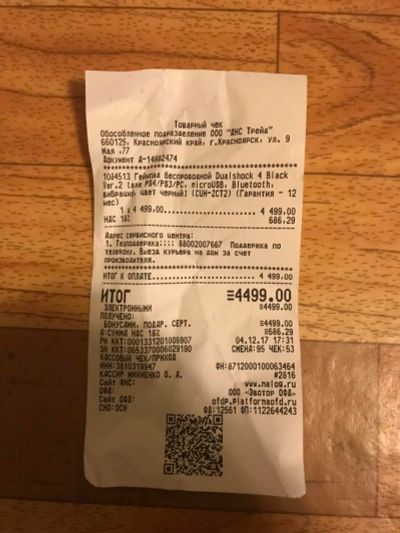 Товарный чек
Обособленное подразделение ООО "ДНС Трейд"
660125, Красноярский край, г.Красноярск, ул. 9
Мая ,77
Документ А-14982474
1084513 Геймпад беспроводной Dualshock 4 Black
Ver.2 [для PS4/PS3/PC, microUSB, Bluetooth,
вибрация, цвет черный] (CUH-ZCT2) (Гарантия - 12
мес)
1 x 4 499.00 4 499.00
НДС 18% 686.29
Адрес сервисного центра:
1. Техподдержка:::: 88002007667 Поддержка по
телефону. Выезд курьера на дом за счет
производителя.
ИТОГ К ОПЛАТЕ 4 499.00
ИТОГ ≡4499.00
ЭЛЕКТРОННЫМИ ≡4499.00
ПОЛУЧЕНО:
БОНУСАМИ, ПОДАР. СЕРТ. ≡4499.00
А:СУММА НДС 18% ≡686.29
РН ККТ:0001331201006907 04.12.17 17:31
ЗН ККТ:0653370006029190 СМЕНА:95 ЧЕК:53
КАССОВЫЙ ЧЕК/ПРИХОД
ИНН:3810319947 ФН:8712000100063464
КАССИР МИХНЕНКО О. А. #2816
Сайт ФНС: www.nalog.ru
ОФД: ООО "Эвотор ОФД"
Сайт ОФД: ofdp.platformaofd.ru
СНО:ОСН ФД:12561 ФП:1122644243